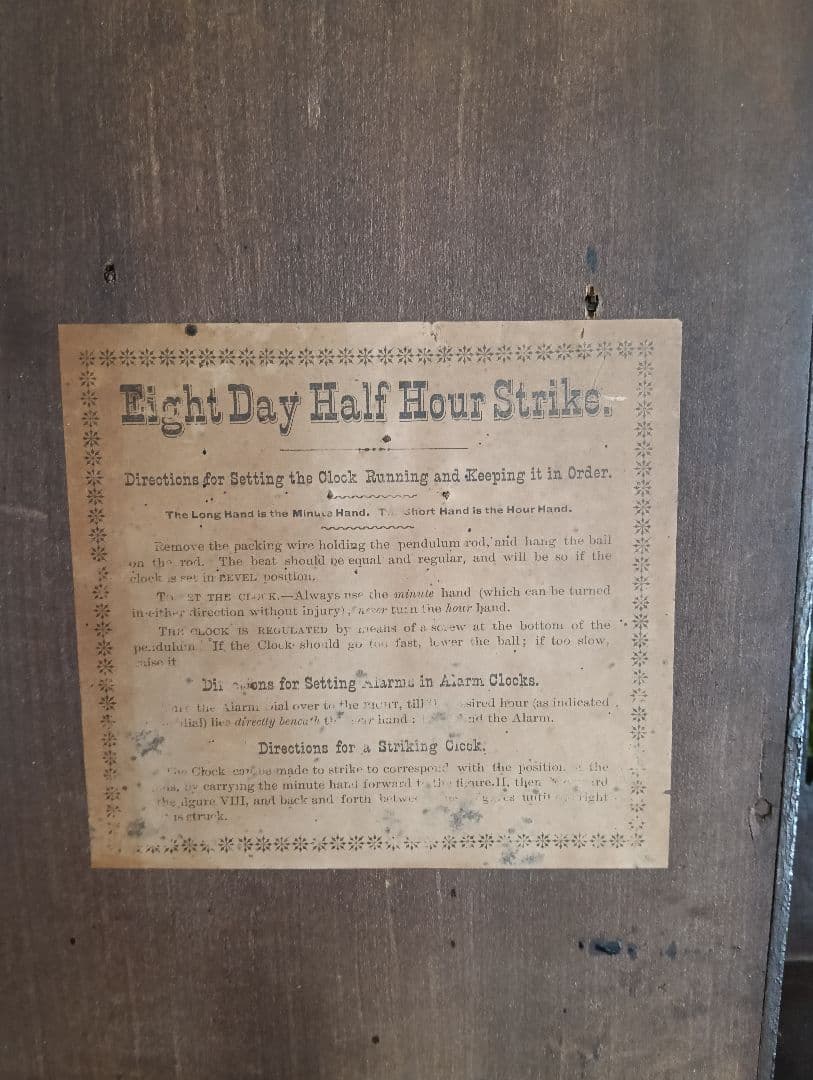 Eight Day Half Hour Strike.
Directions for Setting the Clock Running and Keeping it in Order.
The Long Hand is the Minute Hand. Short Hand is the Hour Hand.
Remove the packing wire holding the pendulum rod, and hang the ball
on the rod. The beat should be equal and regular, and will be so if the
clock is set in LEVEL position.
To SET THE CLOCK.—Always use the minute hand (which can be turned
in either direction without injury), never turn the hour hand.
THE CLOCK IS REGULATED by means of a screw at the bottom of the
pendulum. If the Clock should go too fast, lower the ball; if too slow,
raise it
Directions for Setting Alarms in Alarm Clocks.
the Alarm dial over to the RIGHT, till desired hour (as indicated
dial) lies directly beneath the hand: the Alarm.
Directions for a Striking Clock.
The Clock can be made to strike to correspond with the position the
by carrying the minute hand forward to the figure II, then
the figure VIII, and back and forth between until right
is struck.